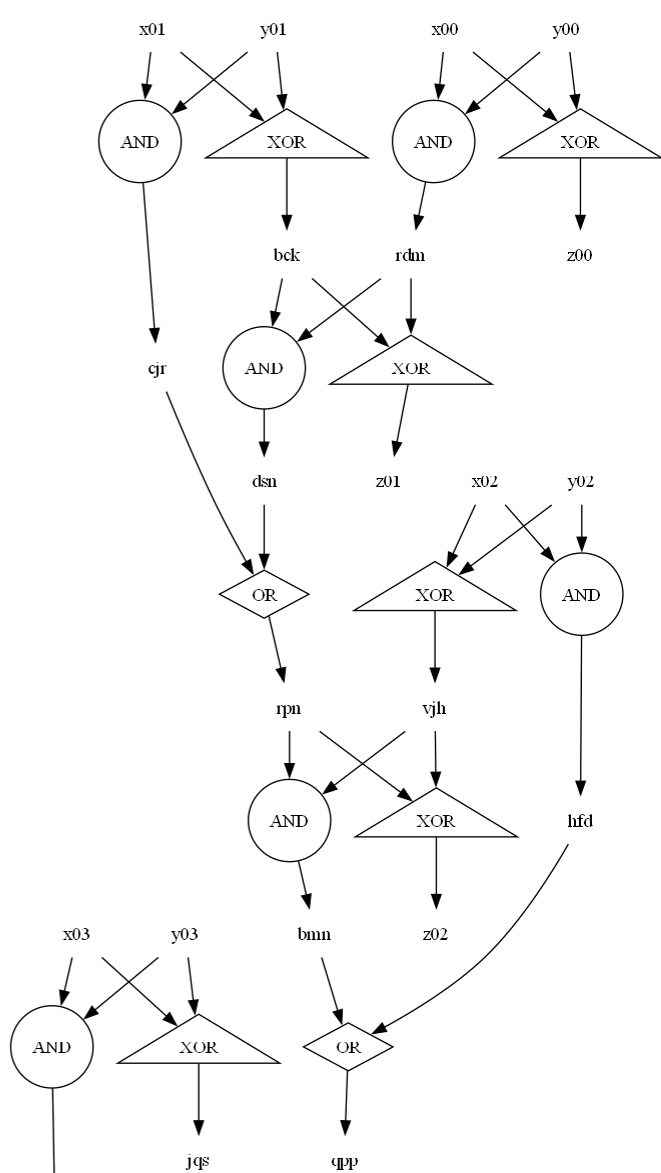 x01 y01 x00 y00
AND XOR AND XOR
bck rdm z00
cjr AND XOR
dsn z01 x02 y02
OR XOR AND
rpn vjh
AND XOR hfd
x03 y03 bmn z02
AND XOR OR
jqs qpp